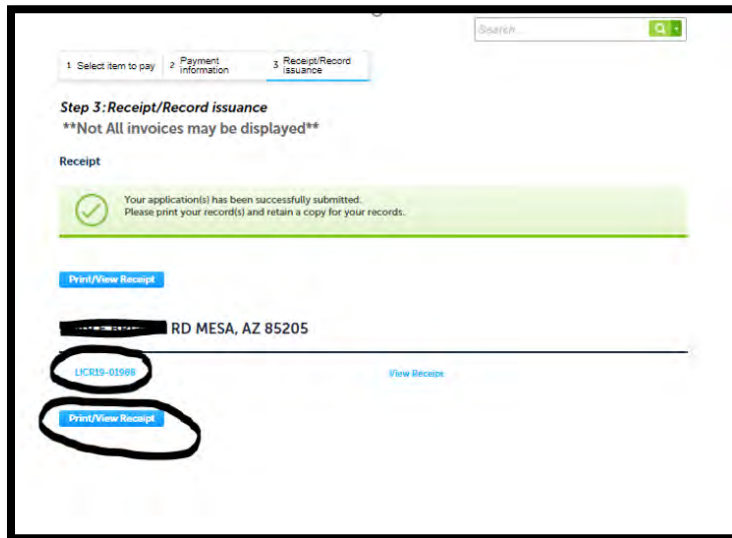 Search...
1 Select item to pay 2 Payment information 3 Receipt/Record issuance
Step 3:Receipt/Record issuance
**Not All invoices may be displayed**
Receipt
Your application(s) has been successfully submitted.
Please print your record(s) and retain a copy for your records.
Print/View Receipt
RD MESA, AZ 85205
LICR19-01988 View Receipt
Print/View Receipt